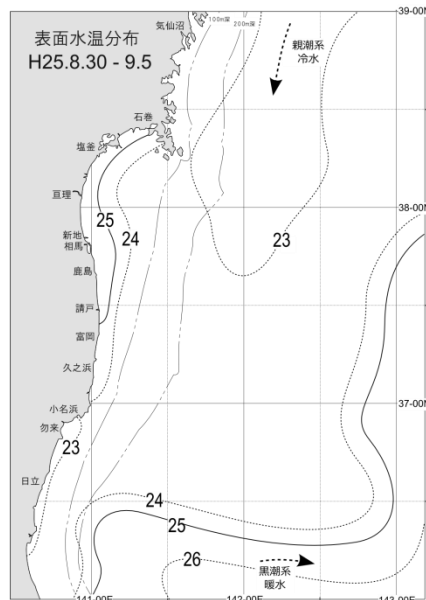 表面水温分布
H25.8.30 - 9.5
気仙沼
100m深
200m深
39-00N
親潮系
冷水
石巻
塩釜
亘理
38-00N
25
24
23
新地
相馬
鹿島
請戸
富岡
久之浜
37-00N
小名浜
勿来
23
日立
24
25
26
黒潮系
暖水
141-00E
142-00E
143-00E